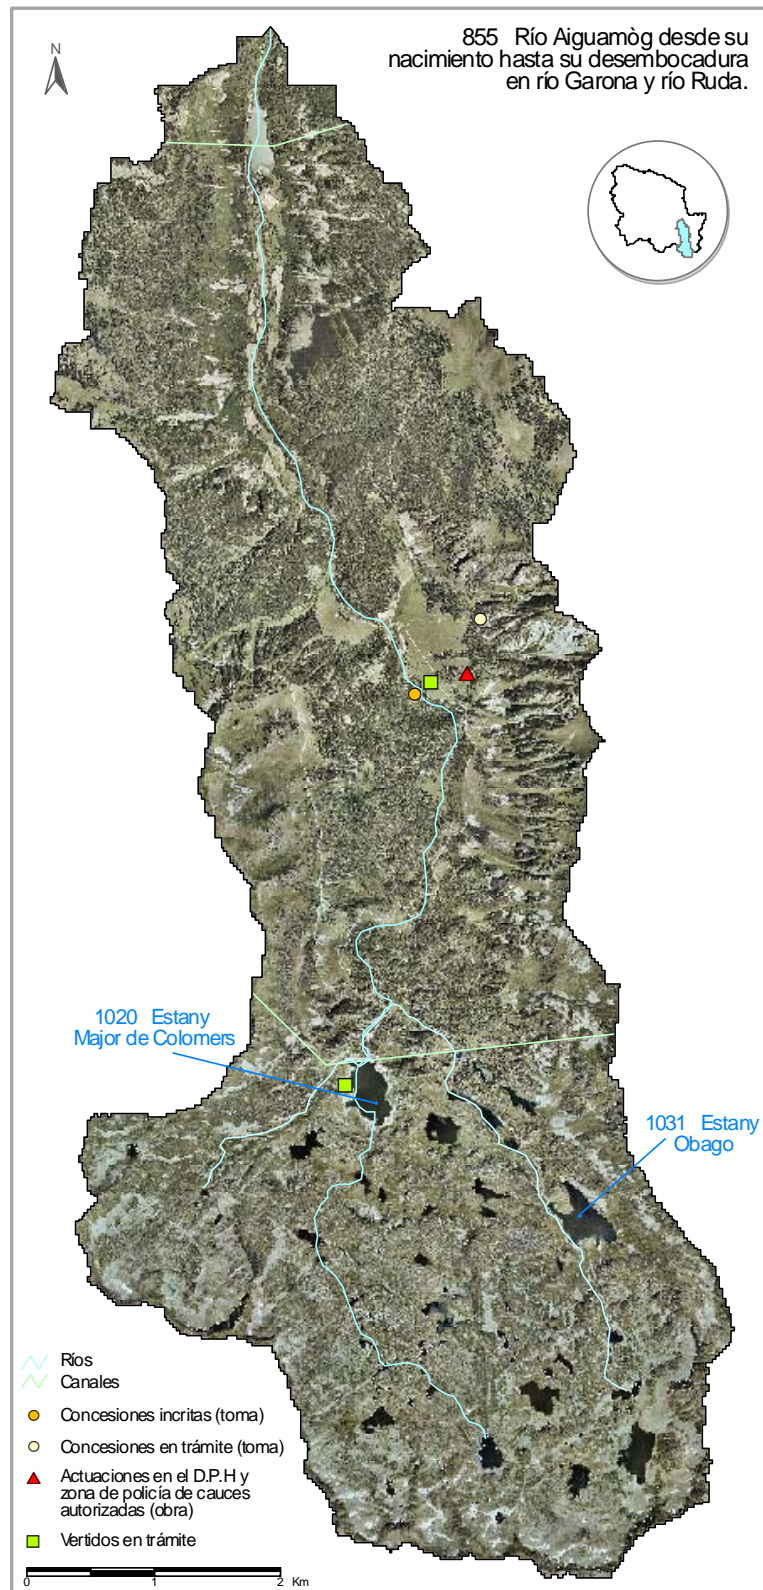 855 Río Aiguamòg desde su
nacimiento hasta su desembocadura
en río Garona y río Ruda.
N
1020 Estany
Major de Colomers
1031 Estany
Obago
Ríos
Canales
Concesiones incritas (toma)
Concesiones en trámite (toma)
Actuaciones en el D.P.H y
zona de policía de cauces
autorizadas (obra)
Vertidos en trámite
0 1 2 Km